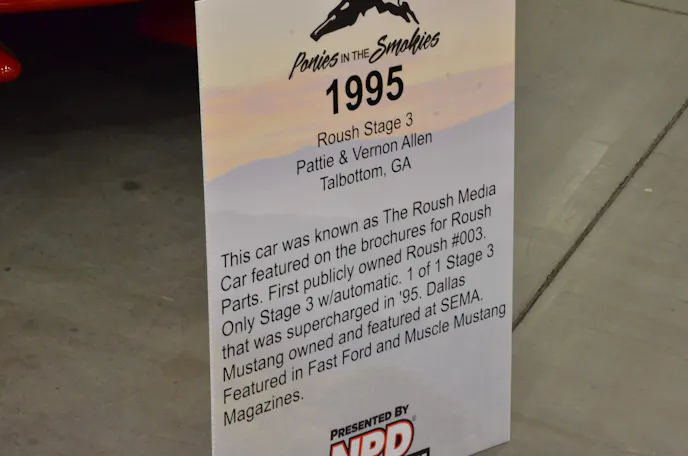 Ponies IN THE Smokies
1995
Roush Stage 3
Pattie & Vernon Allen
Talbottom, GA
This car was known as The Roush Media
Car featured on the brochures for Roush
Parts. First publicly owned Roush #003.
Only Stage 3 w/automatic. 1 of 1 Stage 3
that was supercharged in '95. Dallas
Mustang owned and featured at SEMA.
Featured in Fast Ford and Muscle Mustang
Magazines.
PRESENTED BY
NPD